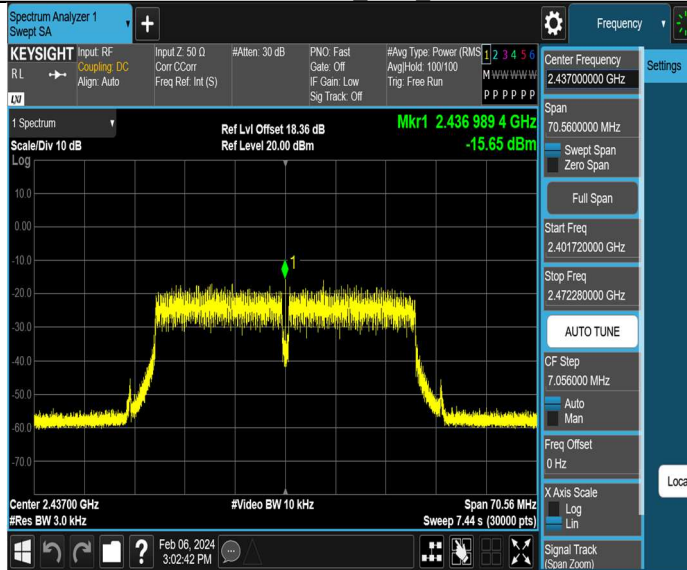 Spectrum Analyzer 1
Swept SA
Frequency
KEYSIGHT
RL
LXI
Input: RF
Coupling: DC
Align: Auto
Input Z: 50 Ω
Corr CCorr
Freq Ref: Int (S)
#Atten: 30 dB
PNO: Fast
Gate: Off
IF Gain: Low
Sig Track: Off
#Avg Type: Power (RMS
Avg|Hold: 100/100
Trig: Free Run
1 2 3 4 5 6
M W W W W W
P P P P P P
1 Spectrum
Scale/Div 10 dB
Log
Ref Lvl Offset 18.36 dB
Ref Level 20.00 dBm
Mkr1 2.436 989 4 GHz
-15.65 dBm
10.0
0.00
-10.0
-20.0
-30.0
-40.0
-50.0
-60.0
-70.0
1
Center 2.43700 GHz
#Res BW 3.0 kHz
#Video BW 10 kHz
Span 70.56 MHz
Sweep 7.44 s (30000 pts)
?
Feb 06, 2024
3:02:42 PM
Center Frequency
2.437000000 GHz
Span
70.5600000 MHz
Swept Span
Zero Span
Full Span
Start Freq
2.401720000 GHz
Stop Freq
2.472280000 GHz
AUTO TUNE
CF Step
7.056000 MHz
Auto
Man
Freq Offset
0 Hz
X Axis Scale
Log
Lin
Signal Track
(Span Zoom)
Settings
Loca